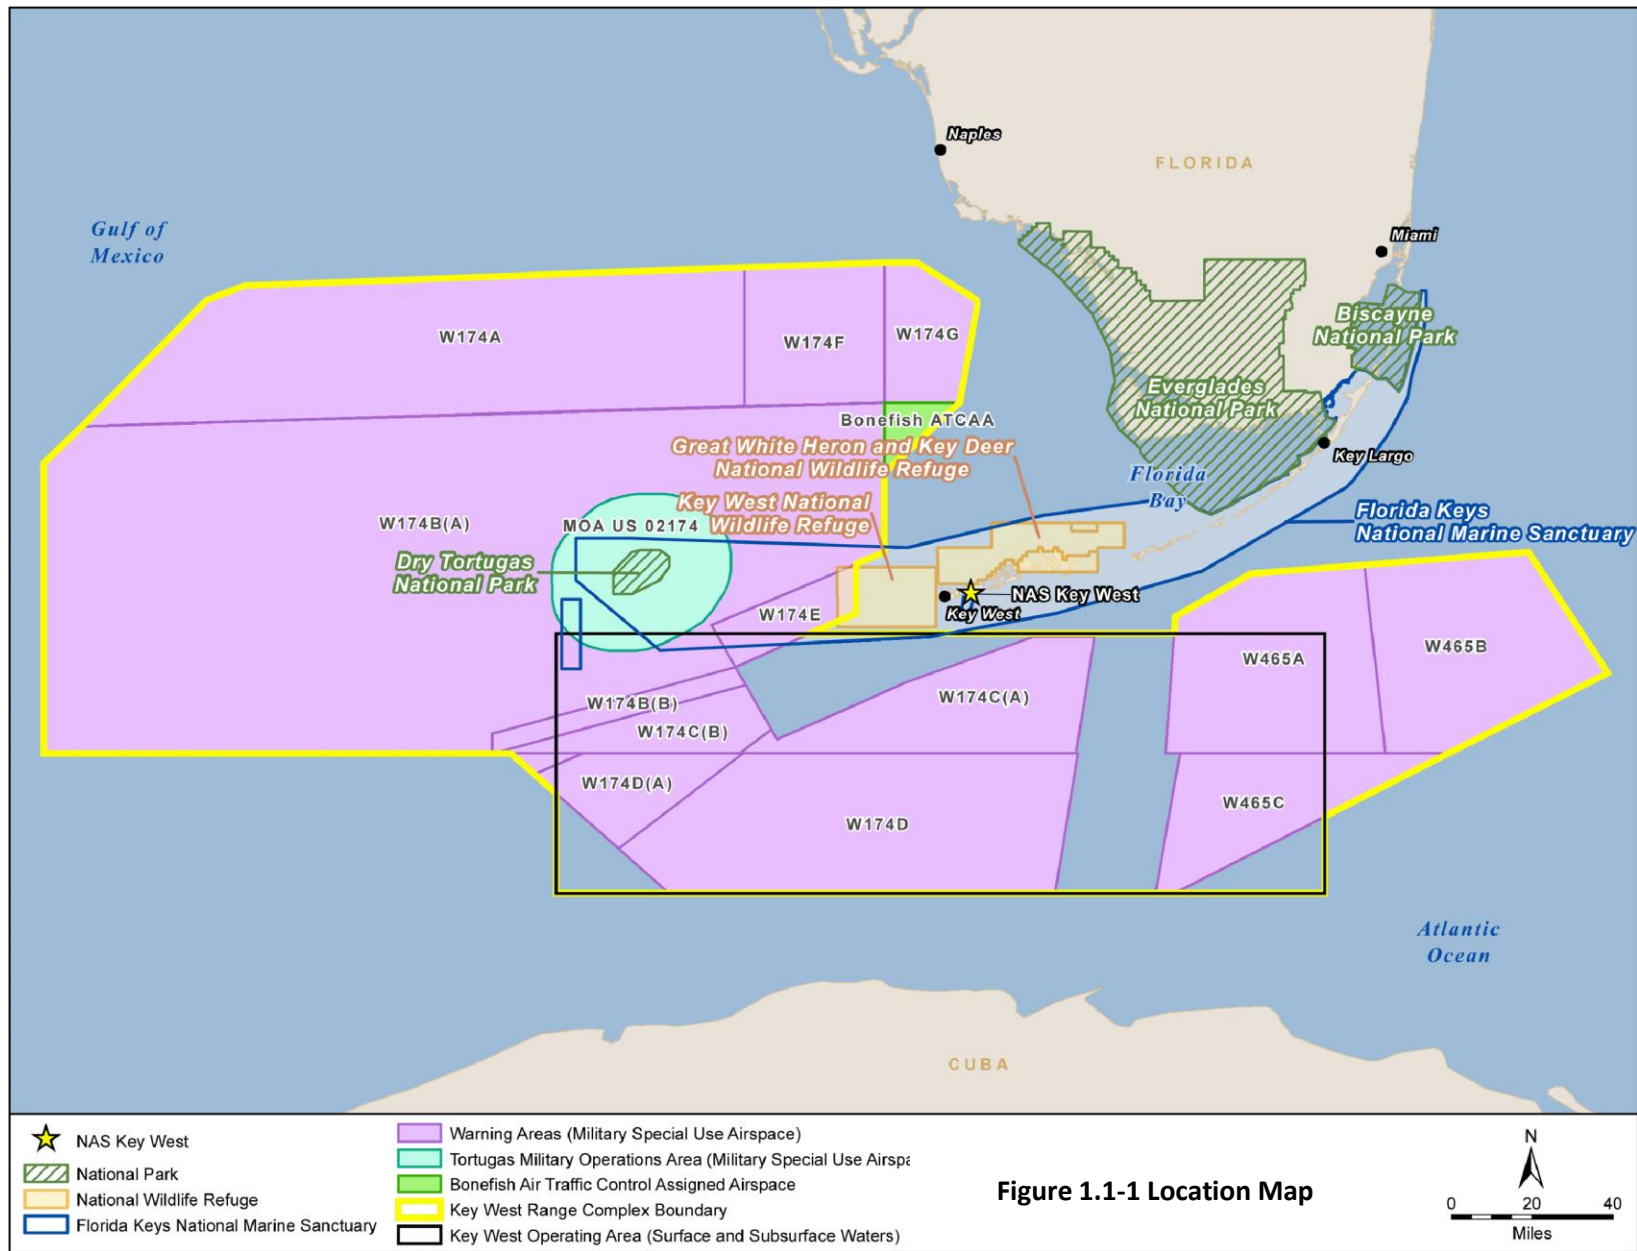 Naples
FLORIDA
Gulf of
Mexico
Miami
Biscayne
National Park
W174A
W174F
W174G
Everglades
National Park
Bonefish ATCAA
Great White Heron and Key Deer
National Wildlife Refuge
Key Largo
Florida
Bay
Key West National
Wildlife Refuge
W174B(A)
MOA US 02174
Florida Keys
National Marine Sanctuary
Dry Tortugas
National Park
NAS Key West
Key West
W174E
W465A
W465B
W174B(B)
W174C(A)
W174C(B)
W174D(A)
W465C
W174D
Atlantic
Ocean
CUBA
NAS Key West
National Park
National Wildlife Refuge
Florida Keys National Marine Sanctuary
Warning Areas (Military Special Use Airspace)
Tortugas Military Operations Area (Military Special Use Airspa
Bonefish Air Traffic Control Assigned Airspace
Key West Range Complex Boundary
Key West Operating Area (Surface and Subsurface Waters)
Figure 1.1-1 Location Map
N
0 20 40
Miles